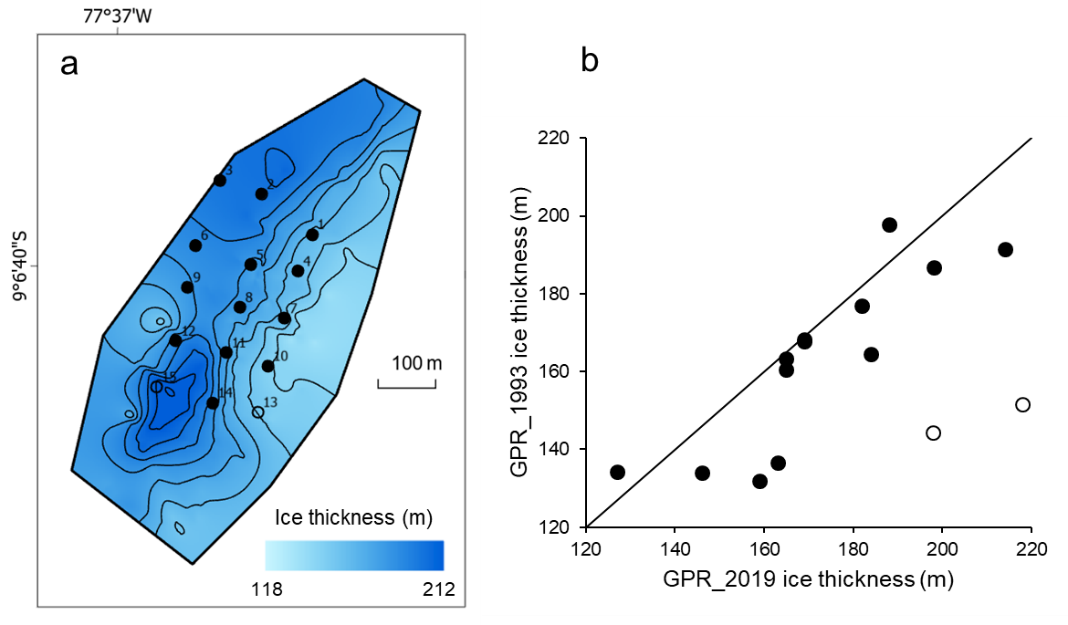 77°37'W
a
9°6'40"S
3
2
1
6
5
4
9
8
7
12
11
10
15
14
13
100 m
Ice thickness (m)
118 212
b
GPR_1993 ice thickness (m)
220
200
180
160
140
120
120 140 160 180 200 220
GPR_2019 ice thickness (m)